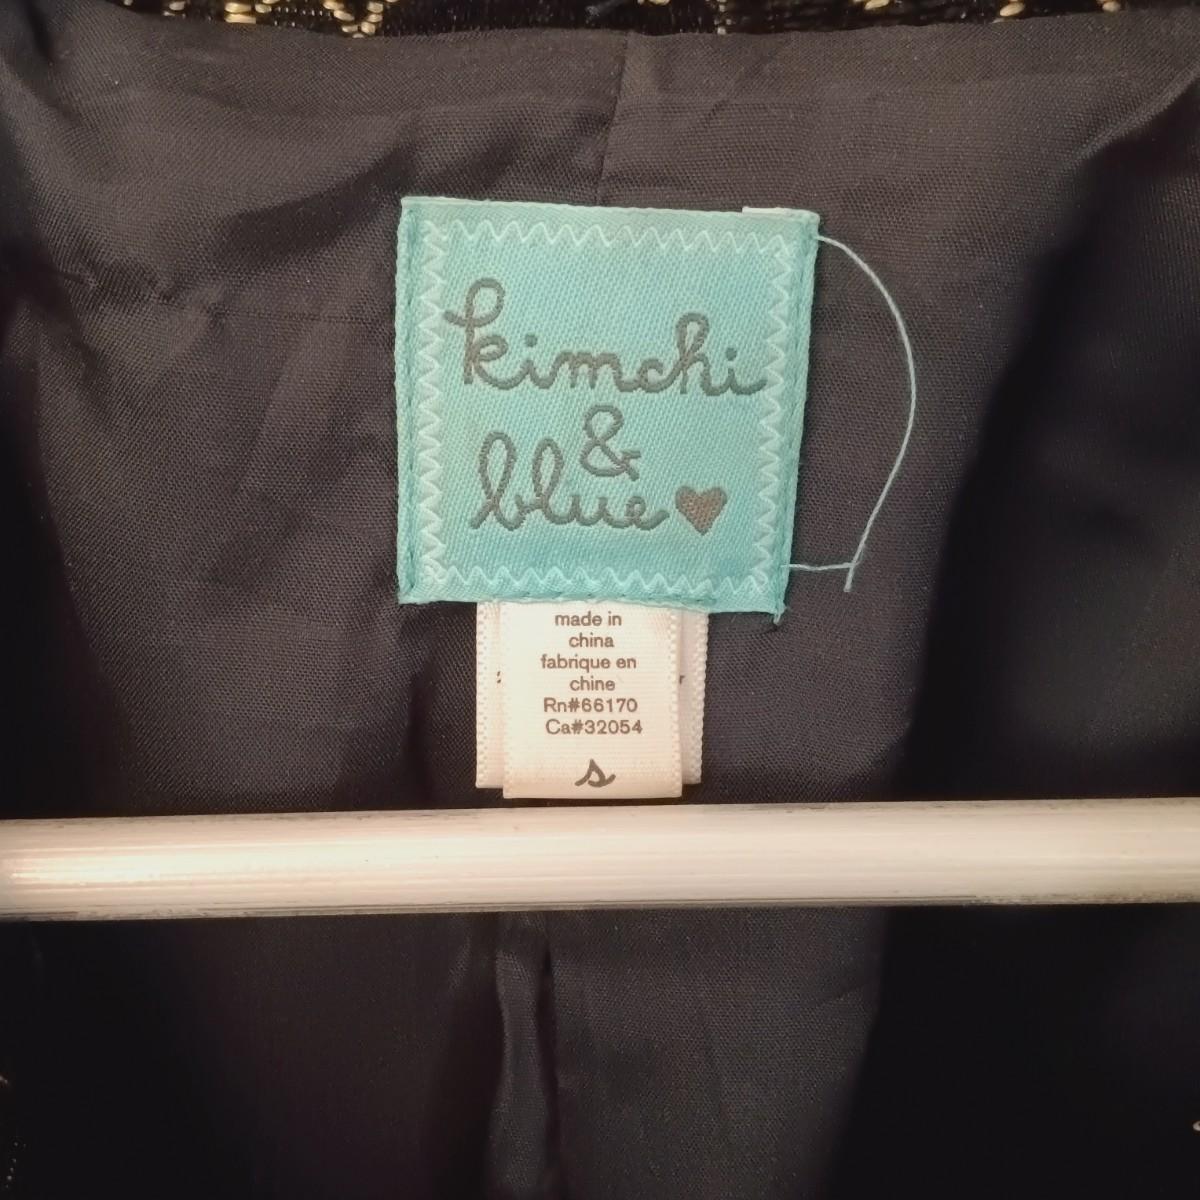 kimchi
&
blue
made in
china
fabrique en
chine
Rn#66170
Ca#32054
s